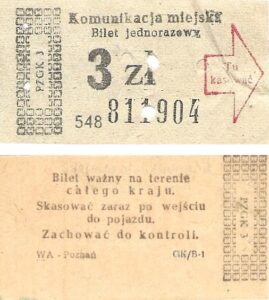 Komunikacja miejska
Bilet jednorazowy
PZGK 3
3 zł
Tu
kasować
548 811904
Bilet ważny na terenie
całego kraju.
Skasować zaraz po wejściu
do pojazdu.
Zachować do kontroli.
WA - Poznań GK/B-1
PZGK 3